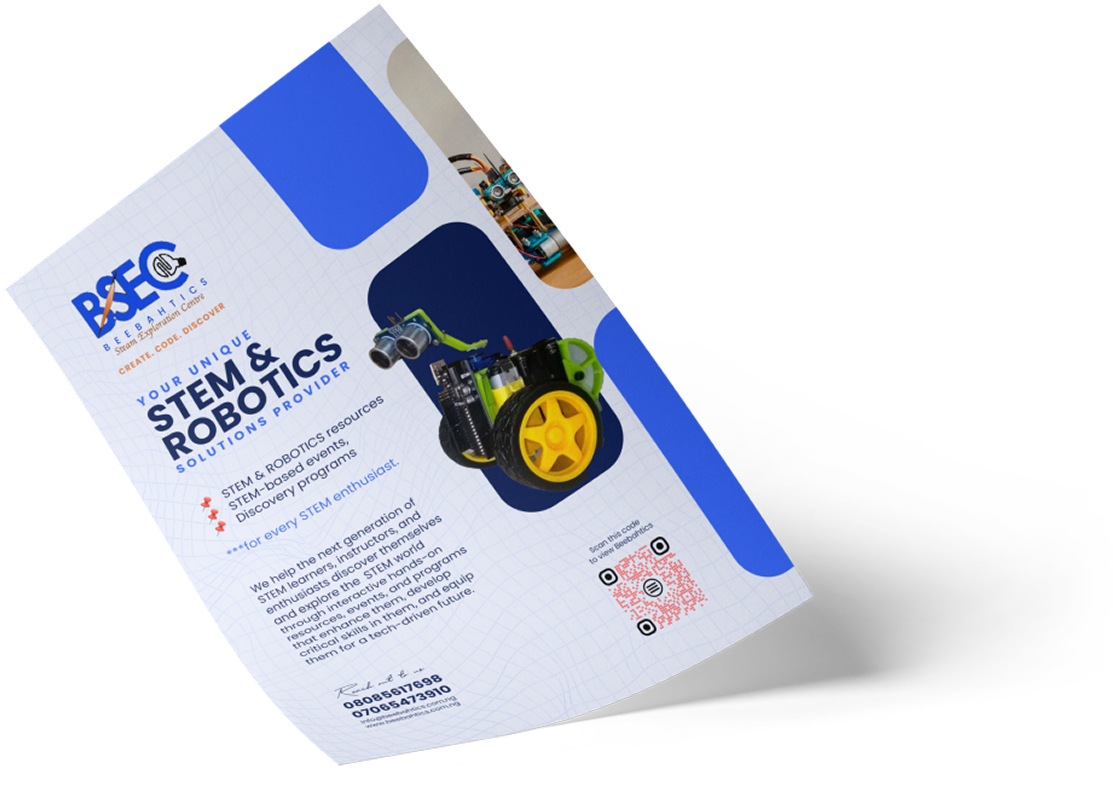 BSEC
BEEBAHTICS
Steam Exploration Centre
CREATE. CODE. DISCOVER
YOUR UNIQUE
STEM &
ROBOTICS
SOLUTIONS PROVIDER
STEM & ROBOTICS resources
STEM-based events,
Discovery programs
***for every STEM enthusiast.
We help the next generation of
STEM learners, instructors, and
enthusiasts discover themselves
and explore the STEM world
through interactive hands-on
resources, events, and programs
that enhance them, develop
critical skills in them, and equip
them for a tech-driven future.
Reach out to us
08085617698
07065473910
info@beebahtics.com.ng
www.beebahtics.com.ng
Scan this code
to view Beebahtics